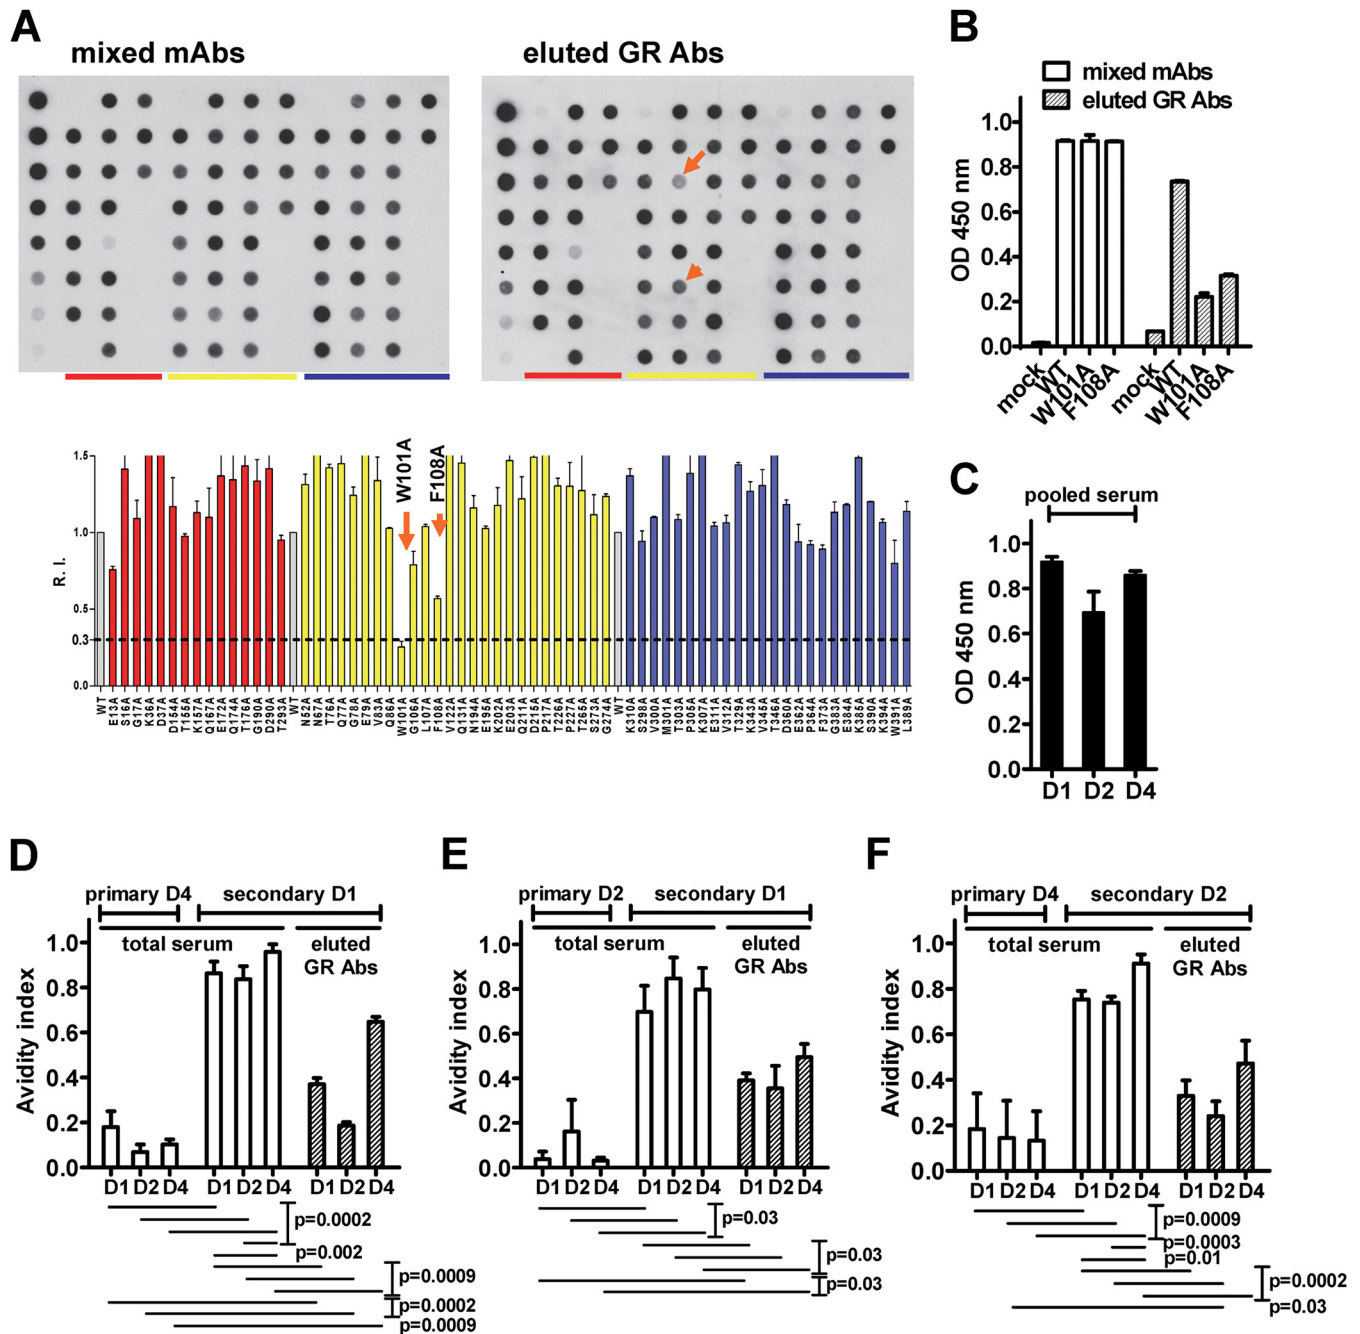 A
mixed mAbs
eluted GR Abs
W101A
F108A
R. I.
1.5
1.0
0.5
0.3
0.0
WT E13A S16A G17A K36A D37A D154A T155A K157A Q167A E172A Q174A T176A G190A D290A T293A WT N52A N67A T76A Q77A G78A E79A V83A Q86A W101A G106A L107A F108A V122A Q131A N194A E195A K202A E203A Q211A D215A P217A T226A P227A T265A S273A G274A WT K310A S298A V300A M301A T303A P305A K307A E311A V312A T329A K343A V345A T346A D360A E362A P364A F373A G383A E384A K385A S390A K394A W391A L389A
B
mixed mAbs
eluted GR Abs
OD 450 nm
1.0
0.8
0.6
0.4
0.2
0.0
mock WT W101A F108A mock WT W101A F108A
C
pooled serum
OD 450 nm
1.0
0.8
0.6
0.4
0.2
0.0
D1 D2 D4
D
primary D4 secondary D1
total serum eluted
GR Abs
Avidity index
1.0
0.8
0.6
0.4
0.2
0.0
D1 D2 D4 D1 D2 D4 D1 D2 D4
p=0.0002
p=0.002
p=0.0009
p=0.0002
p=0.0009
E
primary D2 secondary D1
total serum eluted
GR Abs
Avidity index
1.0
0.8
0.6
0.4
0.2
0.0
D1 D2 D4 D1 D2 D4 D1 D2 D4
p=0.03
p=0.03
p=0.03
F
primary D4 secondary D2
total serum eluted
GR Abs
Avidity index
1.0
0.8
0.6
0.4
0.2
0.0
D1 D2 D4 D1 D2 D4 D1 D2 D4
p=0.0009
p=0.0003
p=0.01
p=0.0002
p=0.03